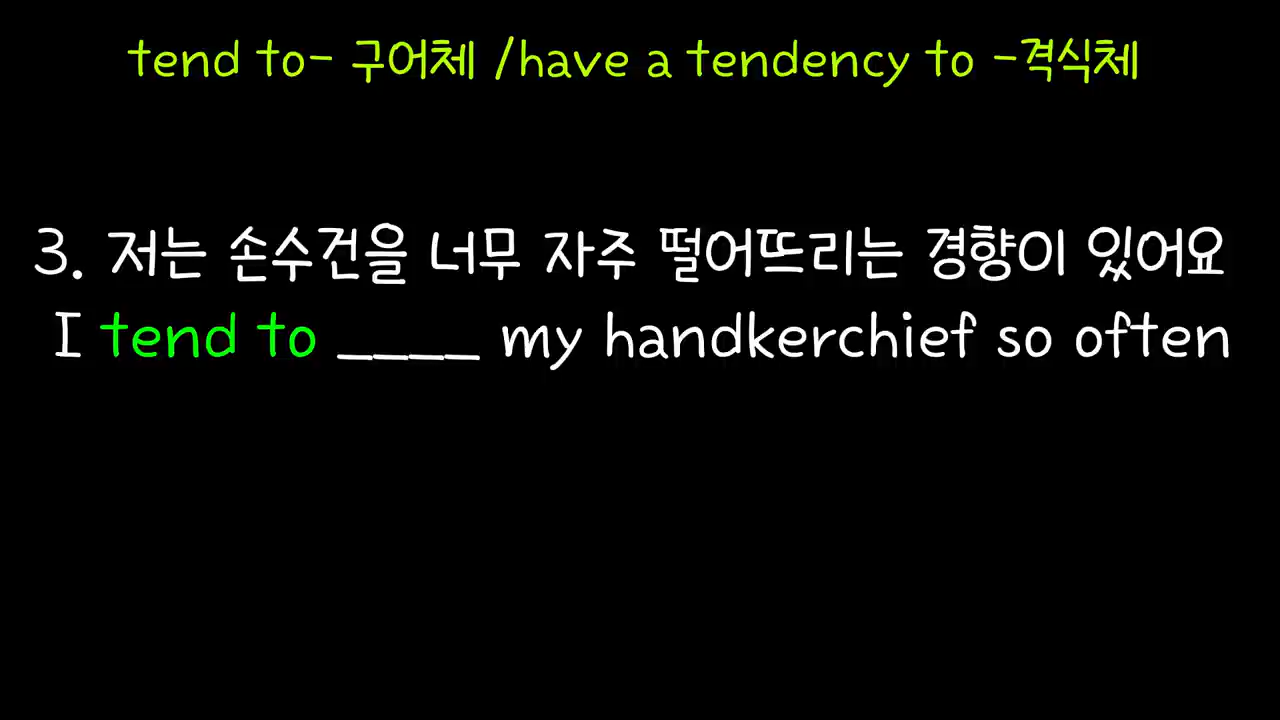 tend to- 구어체 /have a tendency to -격식체
3. 저는 손수건을 너무 자주 떨어뜨리는 경향이 있어요
I tend to ____ my handkerchief so often